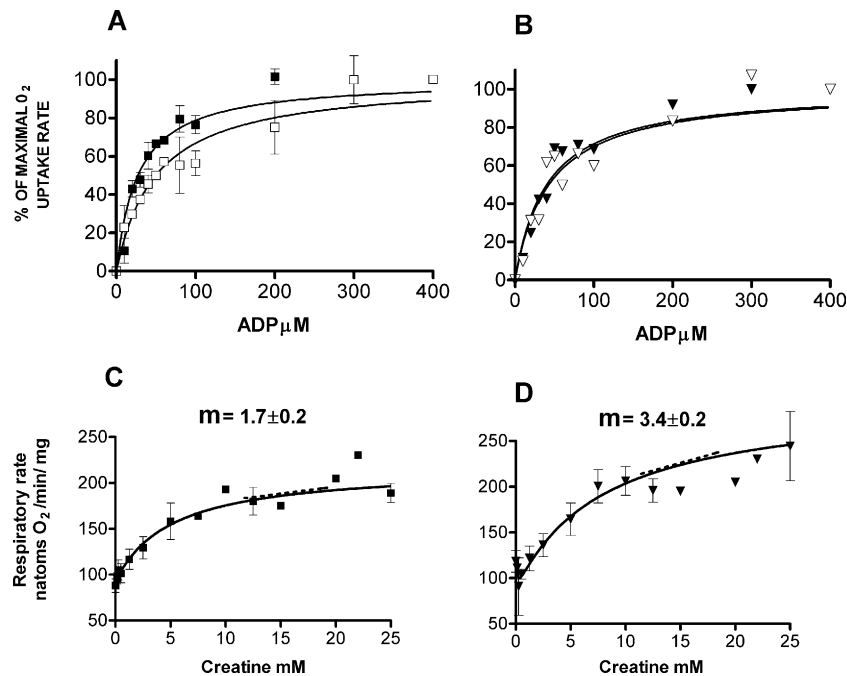 A
B
% OF MAXIMAL 0₂
UPTAKE RATE
100
80
60
40
20
0
0 100 200 300 400
ADPμM
100
80
60
40
20
0
0 100 200 300 400
ADPμM
C
D
m= 1.7±0.2
m= 3.4±0.2
Respiratory rate
natoms O₂ /min/ mg
250
200
150
100
50
0 5 10 15 20 25
Creatine mM
250
200
150
100
50
0 5 10 15 20 25
Creatine mM